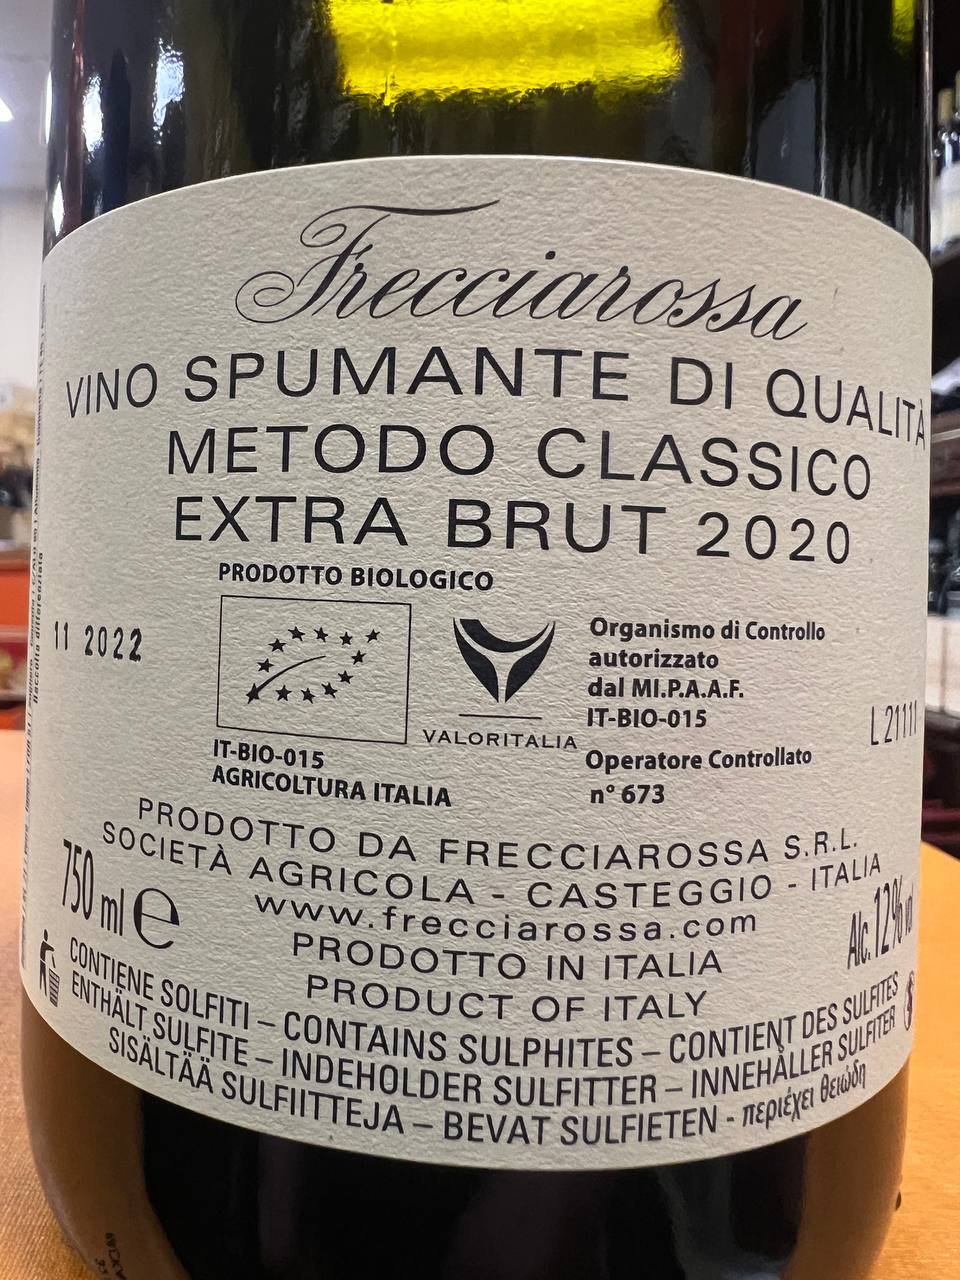 Frecciarossa
VINO SPUMANTE DI QUALITÀ
METODO CLASSICO
EXTRA BRUT 2020
PRODOTTO BIOLOGICO
11 2022
IT-BIO-015
AGRICOLTURA ITALIA
VALORITALIA
Organismo di Controllo
autorizzato
dal MI.P.A.A.F.
IT-BIO-015
Operatore Controllato
n° 673
L 21111
PRODOTTO DA FRECCIAROSSA S.R.L.
SOCIETÀ AGRICOLA - CASTEGGIO - ITALIA
www.frecciarossa.com
750 ml e
Alc. 12% vol
PRODOTTO IN ITALIA
PRODUCT OF ITALY
CONTIENE SOLFITI – CONTAINS SULPHITES – CONTIENT DES SULFITES
ENTHÄLT SULFITE – INDEHOLDER SULFITTER – INNEHÅLLER SULFITER
SISÄLTÄÄ SULFIITTEJA – BEVAT SULFIETEN - περιέχει θειώδη
Raccolta differenziata